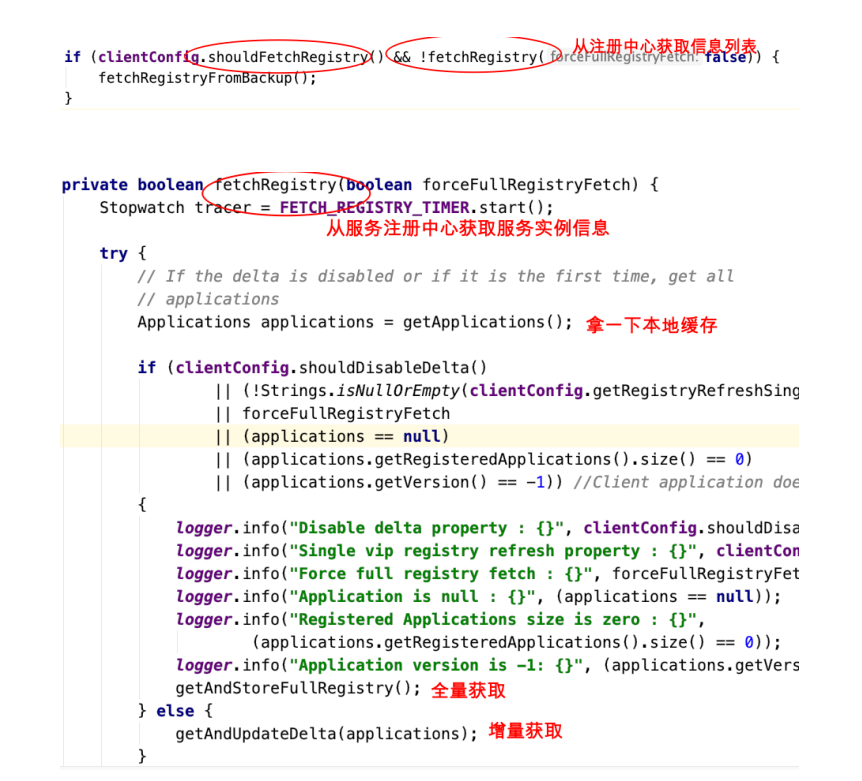 从注册中心获取信息列表
if (clientConfig.shouldFetchRegistry() && !fetchRegistry( forceFullRegistryFetch: false)) {
fetchRegistryFromBackup();
}
private boolean fetchRegistry(boolean forceFullRegistryFetch) {
Stopwatch tracer = FETCH_REGISTRY_TIMER.start();
从服务注册中心获取服务实例信息
try {
// If the delta is disabled or if it is the first time, get all
// applications
Applications applications = getApplications(); 拿一下本地缓存
if (clientConfig.shouldDisableDelta()
|| (!Strings.isNullOrEmpty(clientConfig.getRegistryRefreshSing
|| forceFullRegistryFetch
|| (applications == null)
|| (applications.getRegisteredApplications().size() == 0)
|| (applications.getVersion() == -1)) //Client application doe
{
logger.info("Disable delta property : {}", clientConfig.shouldDisa
logger.info("Single vip registry refresh property : {}", clientCon
logger.info("Force full registry fetch : {}", forceFullRegistryFet
logger.info("Application is null : {}", (applications == null));
logger.info("Registered Applications size is zero : {}",
(applications.getRegisteredApplications().size() == 0));
logger.info("Application version is -1: {}", (applications.getVers
getAndStoreFullRegistry(); 全量获取
} else {
getAndUpdateDelta(applications); 增量获取
}